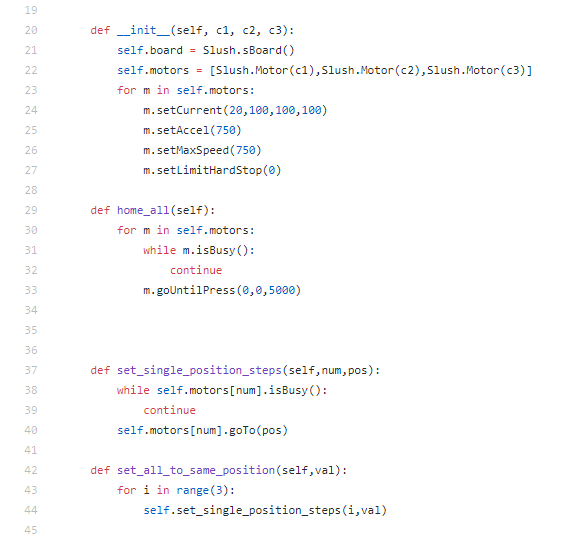 19
20 def __init__(self, c1, c2, c3):
21 self.board = Slush.sBoard()
22 self.motors = [Slush.Motor(c1),Slush.Motor(c2),Slush.Motor(c3)]
23 for m in self.motors:
24 m.setCurrent(20,100,100,100)
25 m.setAccel(750)
26 m.setMaxSpeed(750)
27 m.setLimitHardStop(0)
28
29 def home_all(self):
30 for m in self.motors:
31 while m.isBusy():
32 continue
33 m.goUntilPress(0,0,5000)
34
35
36
37 def set_single_position_steps(self,num,pos):
38 while self.motors[num].isBusy():
39 continue
40 self.motors[num].goTo(pos)
41
42 def set_all_to_same_position(self,val):
43 for i in range(3):
44 self.set_single_position_steps(i,val)
45